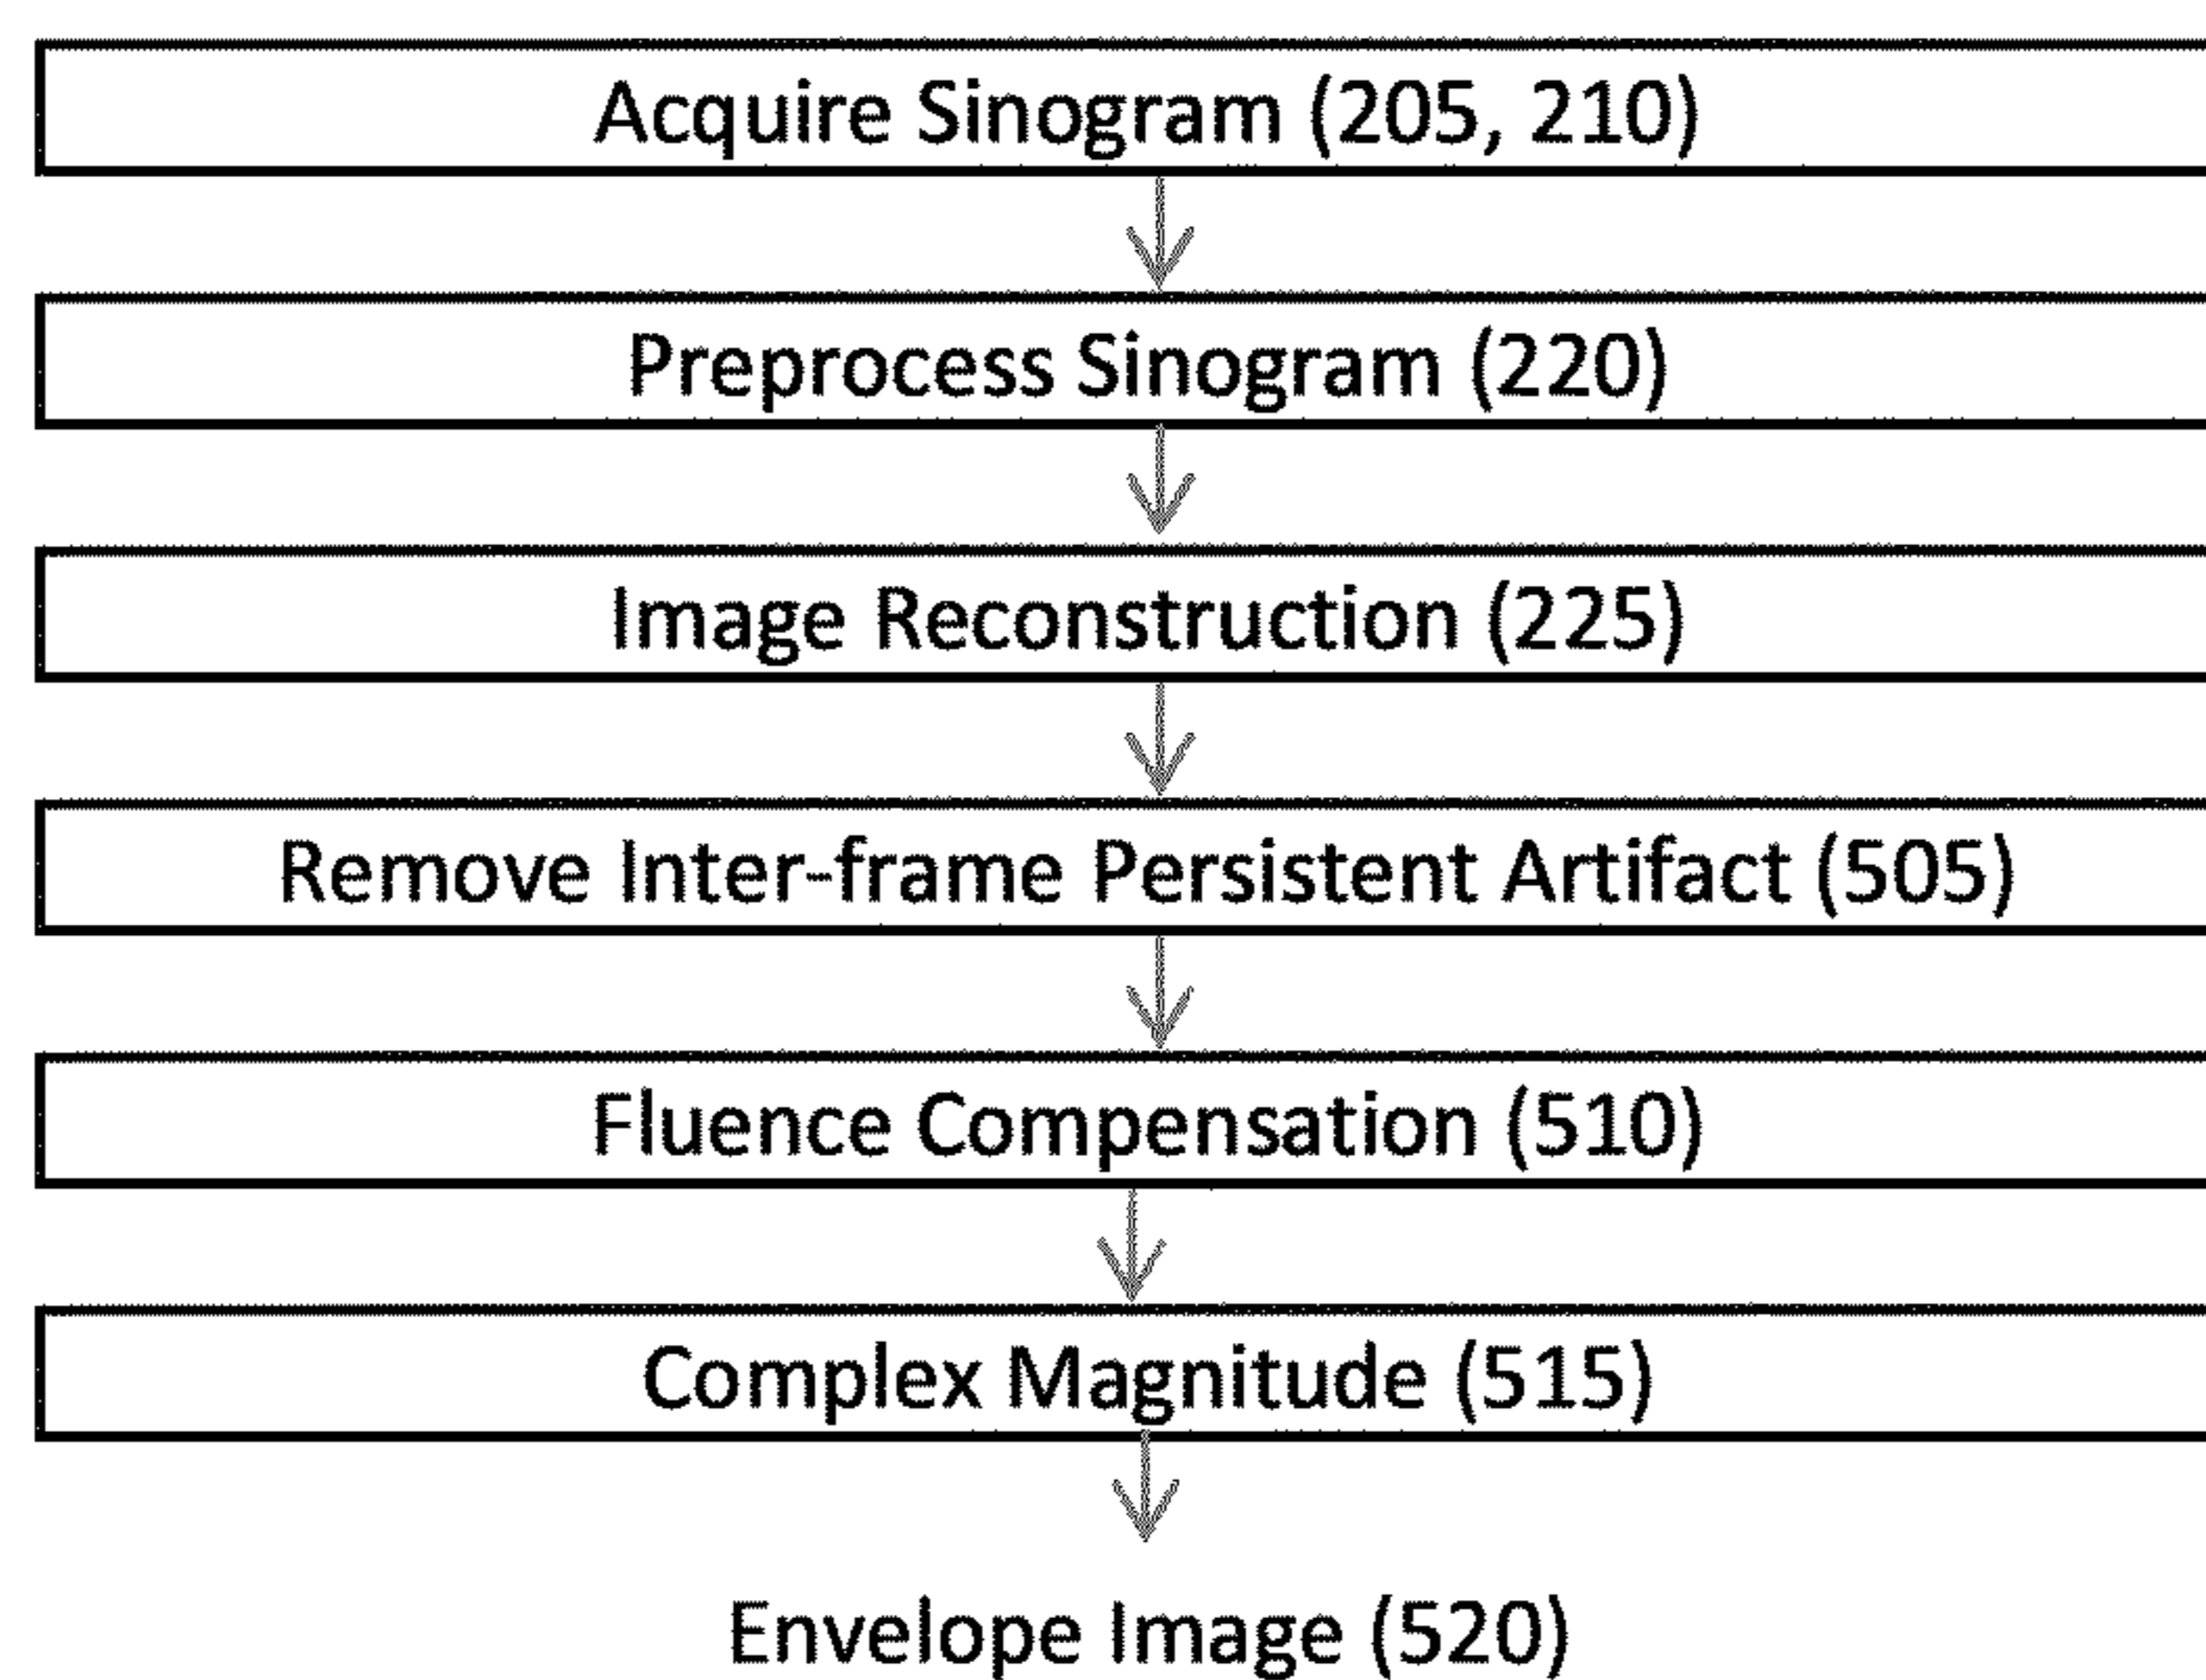 Acquire Sinogram (205, 210)
Preprocess Sinogram (220)
Image Reconstruction (225)
Remove Inter-frame Persistent Artifact (505)
Fluence Compensation (510)
Complex Magnitude (515)
Envelope Image (520)